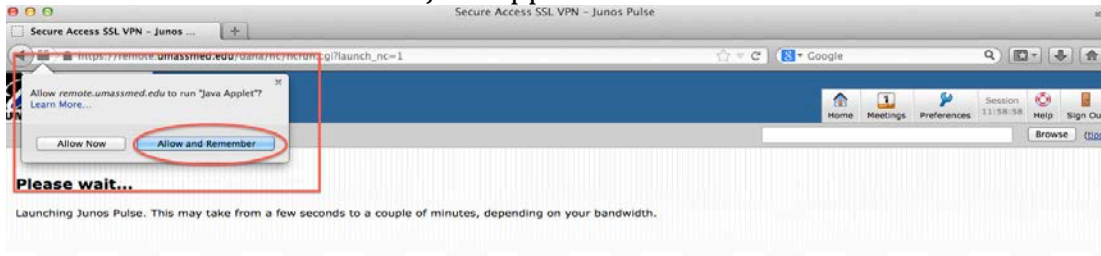 Secure Access SSL VPN – Junos Pulse
Secure Access SSL VPN – Junos ...
https://remote.umassmed.edu/dana/nc/ncrun.cgi?launch_nc=1
Google
Allow remote.umassmed.edu to run "Java Applet"?
Learn More...
Allow Now
Allow and Remember
Home
Meetings
Preferences
Session
11:58:58
Help
Sign Ou
Browse
Please wait...
Launching Junos Pulse. This may take from a few seconds to a couple of minutes, depending on your bandwidth.